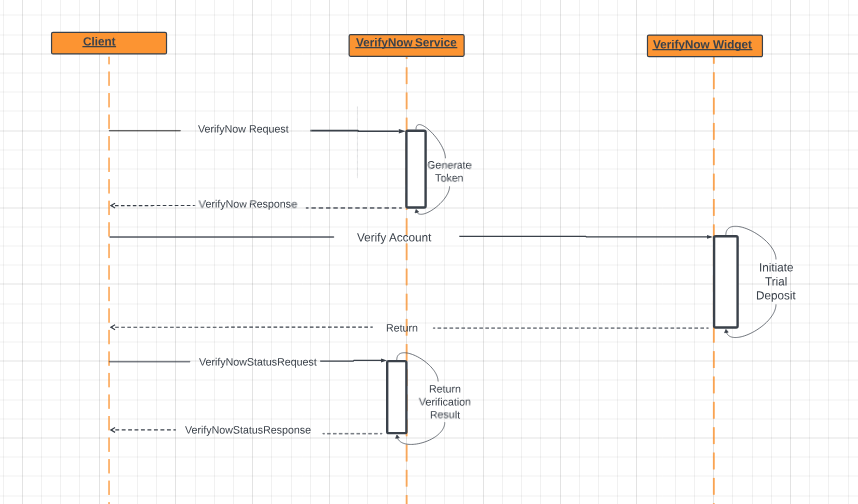 Client
VerifyNow Service
VerifyNow Widget
VerifyNow Request
Generate
Token
VerifyNow Response
Verify Account
Initiate
Trial
Deposit
Return
VerifyNowStatusRequest
Return
Verification
Result
VerifyNowStatusResponse